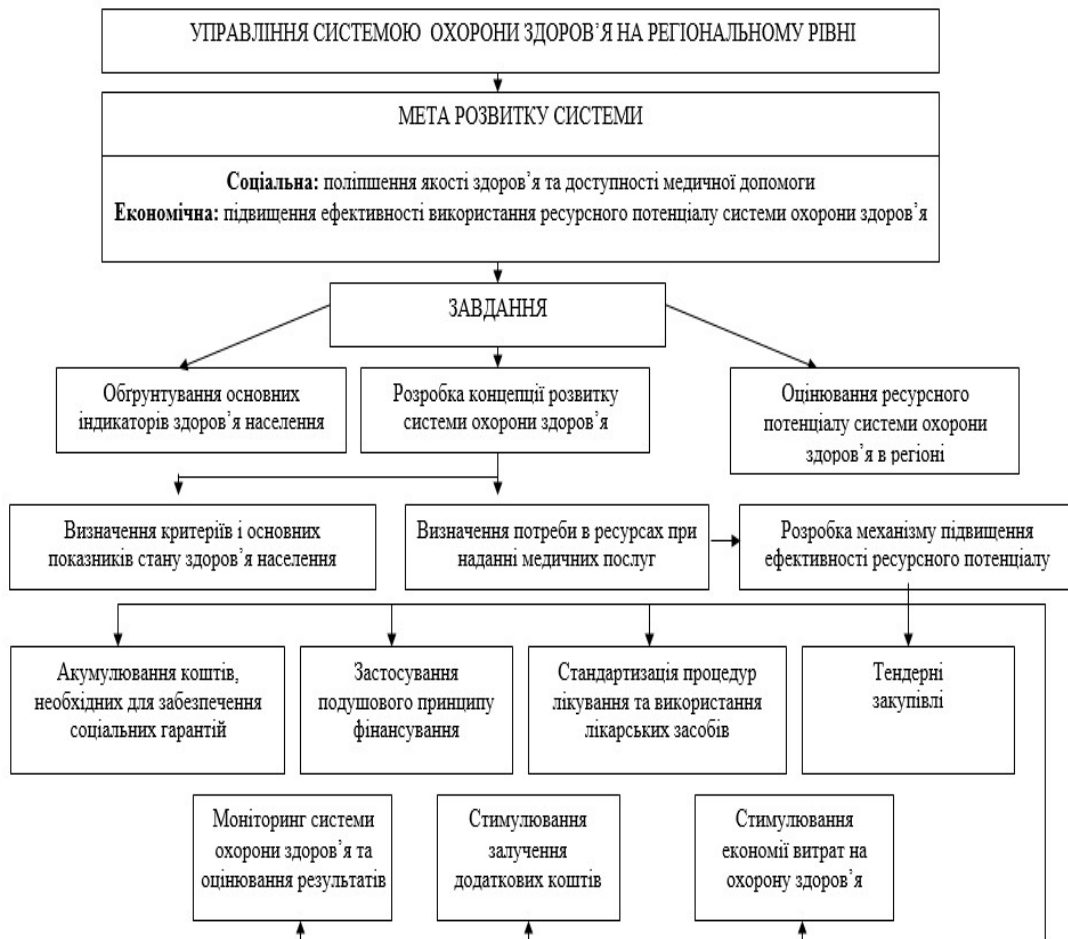 УПРАВЛІННЯ СИСТЕМОЮ ОХОРОНИ ЗДОРОВ’Я НА РЕГІОНАЛЬНОМУ РІВНІ
МЕТА РОЗВИТКУ СИСТЕМИ
Соціальна: поліпшення якості здоров’я та доступності медичної допомоги
Економічна: підвищення ефективності використання ресурсного потенціалу системи охорони здоров’я
ЗАВДАННЯ
Обґрунтування основних
індикаторів здоров’я населення
Розробка концепції розвитку
системи охорони здоров’я
Оцінювання ресурсного
потенціалу системи охорони
здоров’я в регіоні
Визначення критеріїв і основних
показників стану здоров’я населення
Визначення потреби в ресурсах при
наданні медичних послуг
Розробка механізму підвищення
ефективності ресурсного потенціалу
Акумулювання коштів,
необхідних для забезпечення
соціальних гарантій
Застосування
подушового принципу
фінансування
Стандартизація процедур
лікування та використання
лікарських засобів
Тендерні
закупівлі
Моніторинг системи
охорони здоров’я та
оцінювання результатів
Стимулювання
залучення
додаткових коштів
Стимулювання
економії витрат на
охорону здоров’я